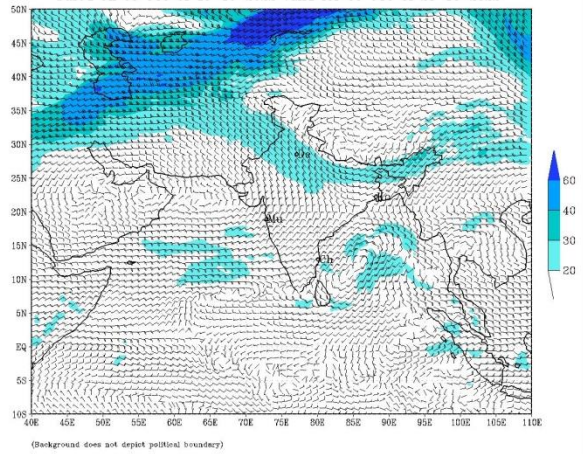 50N
45N
40N
35N
30N
25N
20N
15N
10N
5N
5S
10S
40E 45E 50E 55E 60E 65E 70E 75E 80E 85E 90E 95E 100E 105E 110E
Mu
Ch
60
40
30
20
(Background does not depict political boundary)